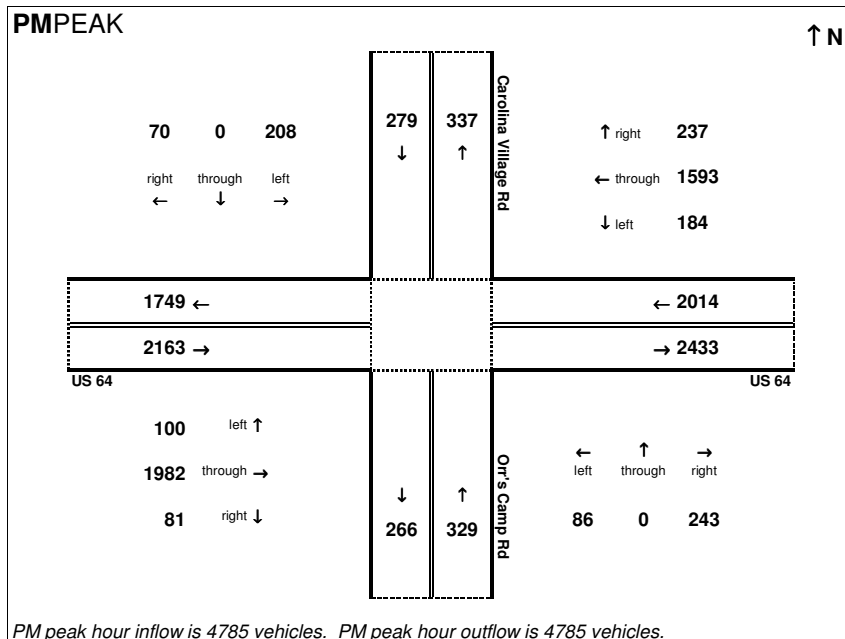 PMPEAK
↑ N
70 0 208
right through left
← ↓ →
279 337
↓ ↑
Carolina Village Rd
↑ right 237
← through 1593
↓ left 184
1749 ←
← 2014
2163 →
→ 2433
US 64
US 64
100 left ↑
1982 through →
81 right ↓
↓ ↑
266 329
Orr's Camp Rd
← ↑ →
left through right
86 0 243
PM peak hour inflow is 4785 vehicles. PM peak hour outflow is 4785 vehicles.